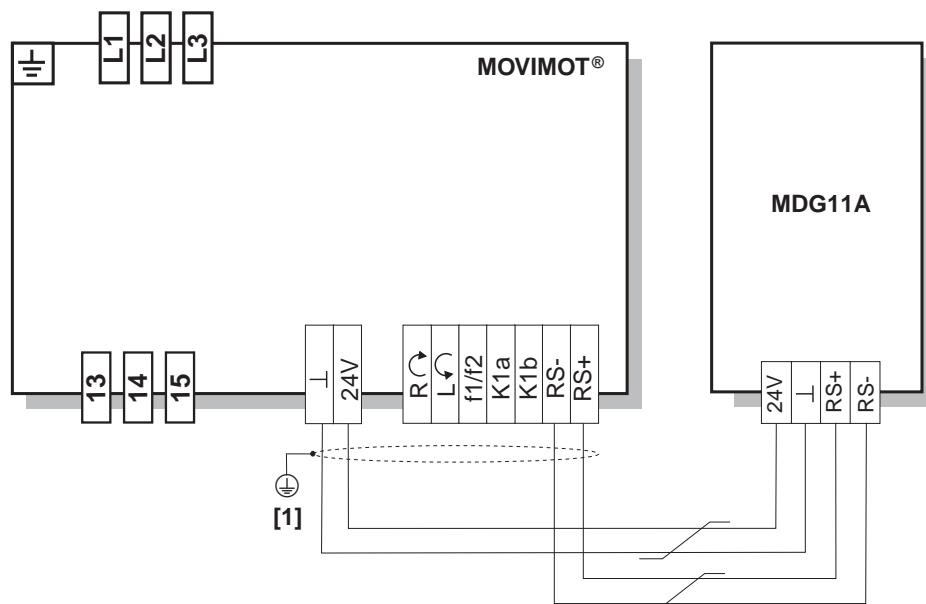 L1
L2
L3
MOVIMOT®
MDG11A
13
14
15
⊥
24V
R
L
f1/f2
K1a
K1b
RS-
RS+
24V
⊥
RS+
RS-
[1]